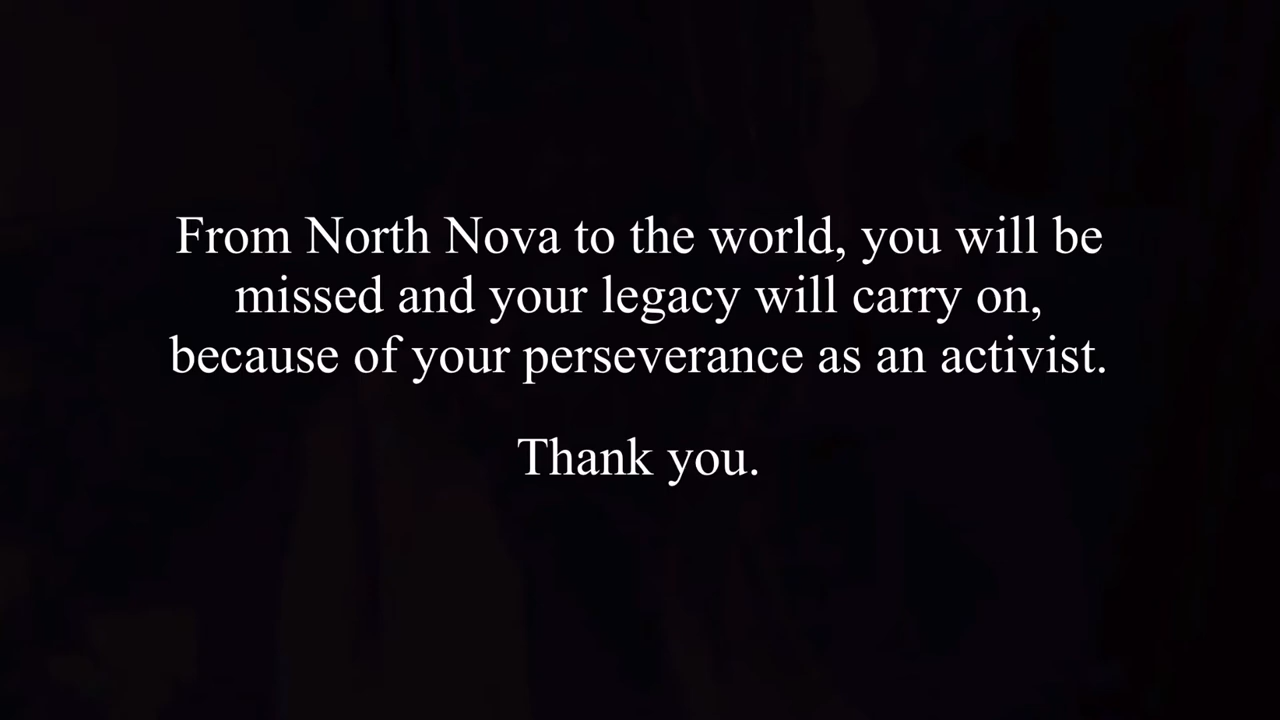 From North Nova to the world, you will be
missed and your legacy will carry on,
because of your perseverance as an activist.
Thank you.